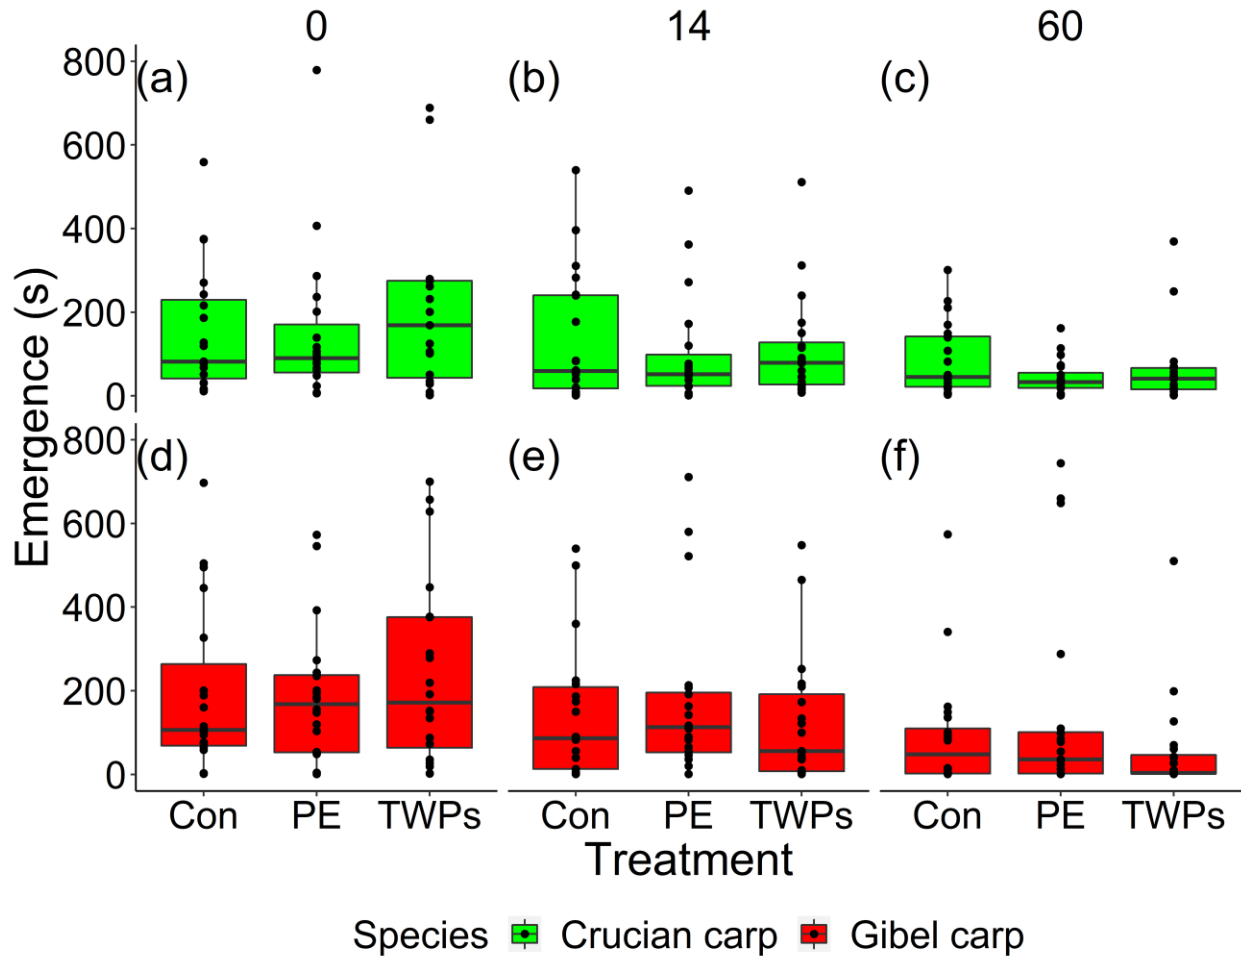 0 14 60
(a) (b) (c)
800
600
400
200
0
(d) (e) (f)
800
600
400
200
0
Emergence (s)
Con PE TWPs Con PE TWPs Con PE TWPs
Treatment
Species Crucian carp Gibel carp